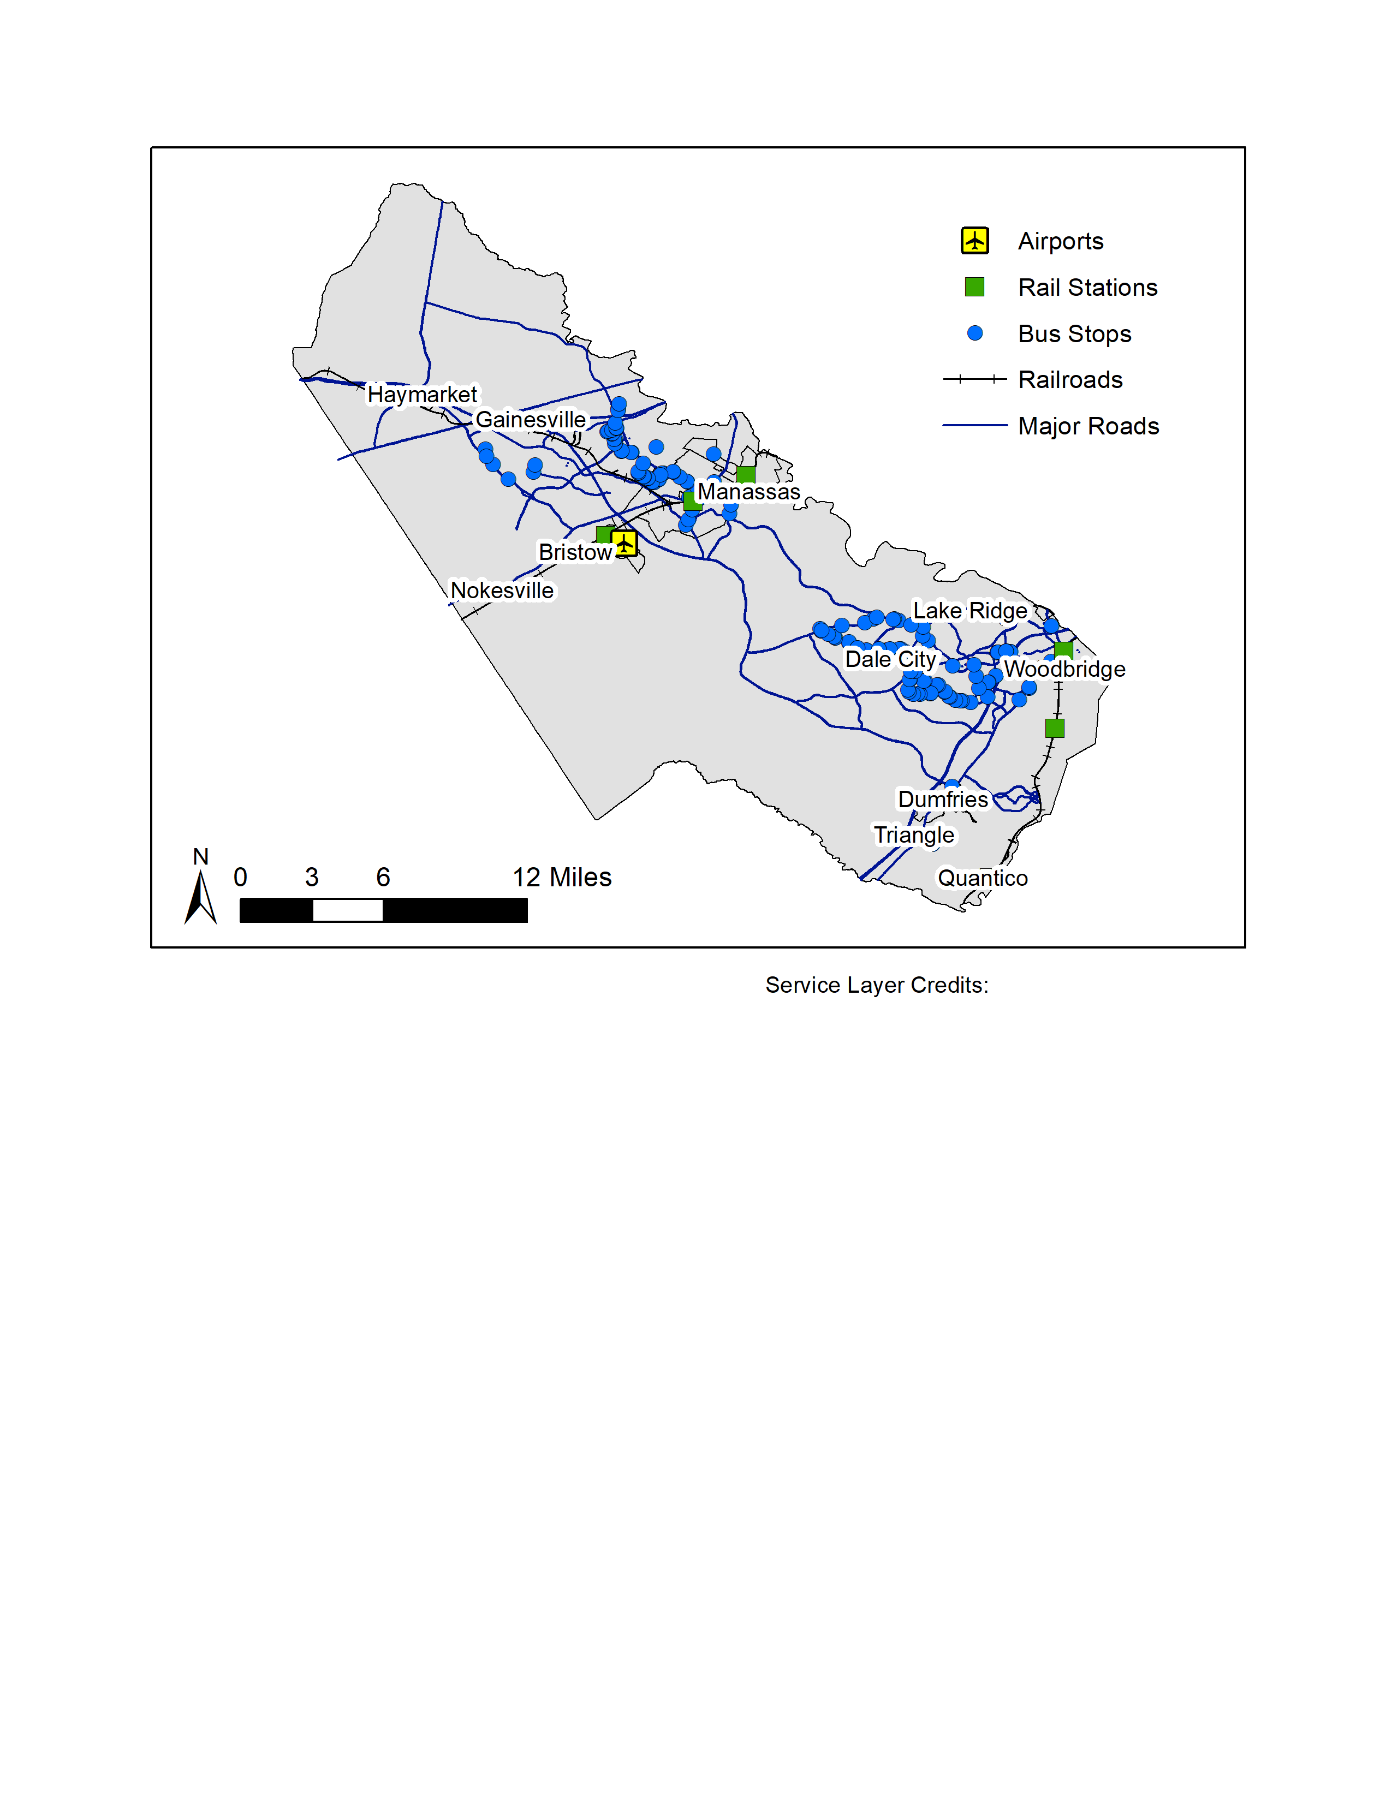 Airports
Rail Stations
Bus Stops
Railroads
Major Roads
Haymarket
Gainesville
Manassas
Bristow
Nokesville
Lake Ridge
Dale City
Woodbridge
Dumfries
Triangle
Quantico
N
0 3 6 12 Miles
Service Layer Credits: